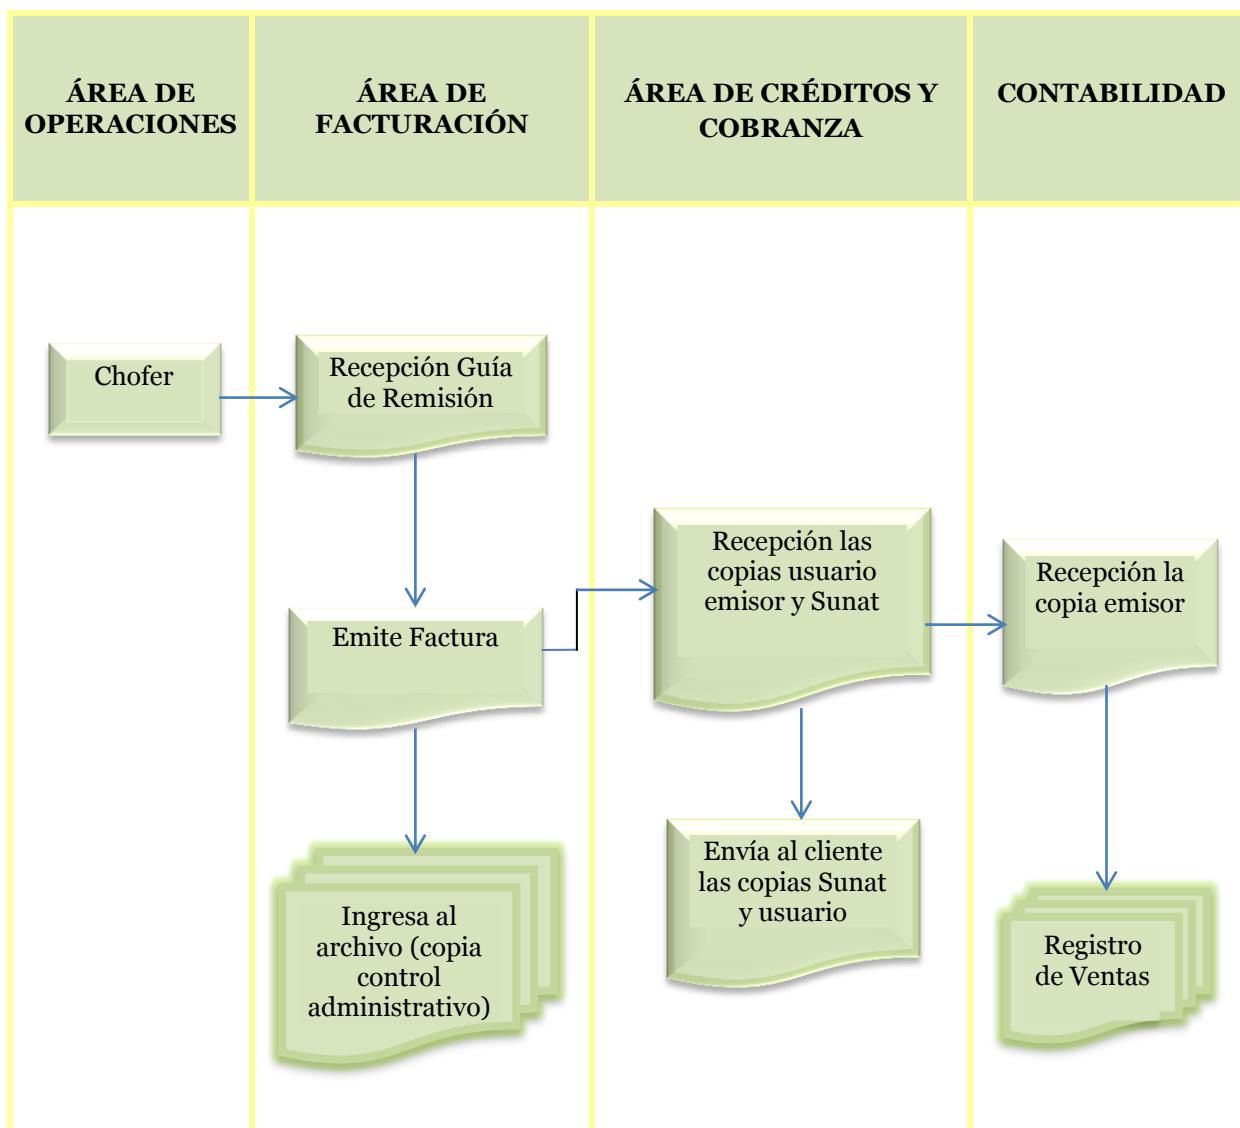 ÁREA DE
OPERACIONES
ÁREA DE
FACTURACIÓN
ÁREA DE CRÉDITOS Y
COBRANZA
CONTABILIDAD
Chofer
Recepción Guía
de Remisión
Emite Factura
Ingresa al
archivo (copia
control
administrativo)
Recepción las
copias usuario
emisor y Sunat
Envía al cliente
las copias Sunat
y usuario
Recepción la
copia emisor
Registro
de Ventas